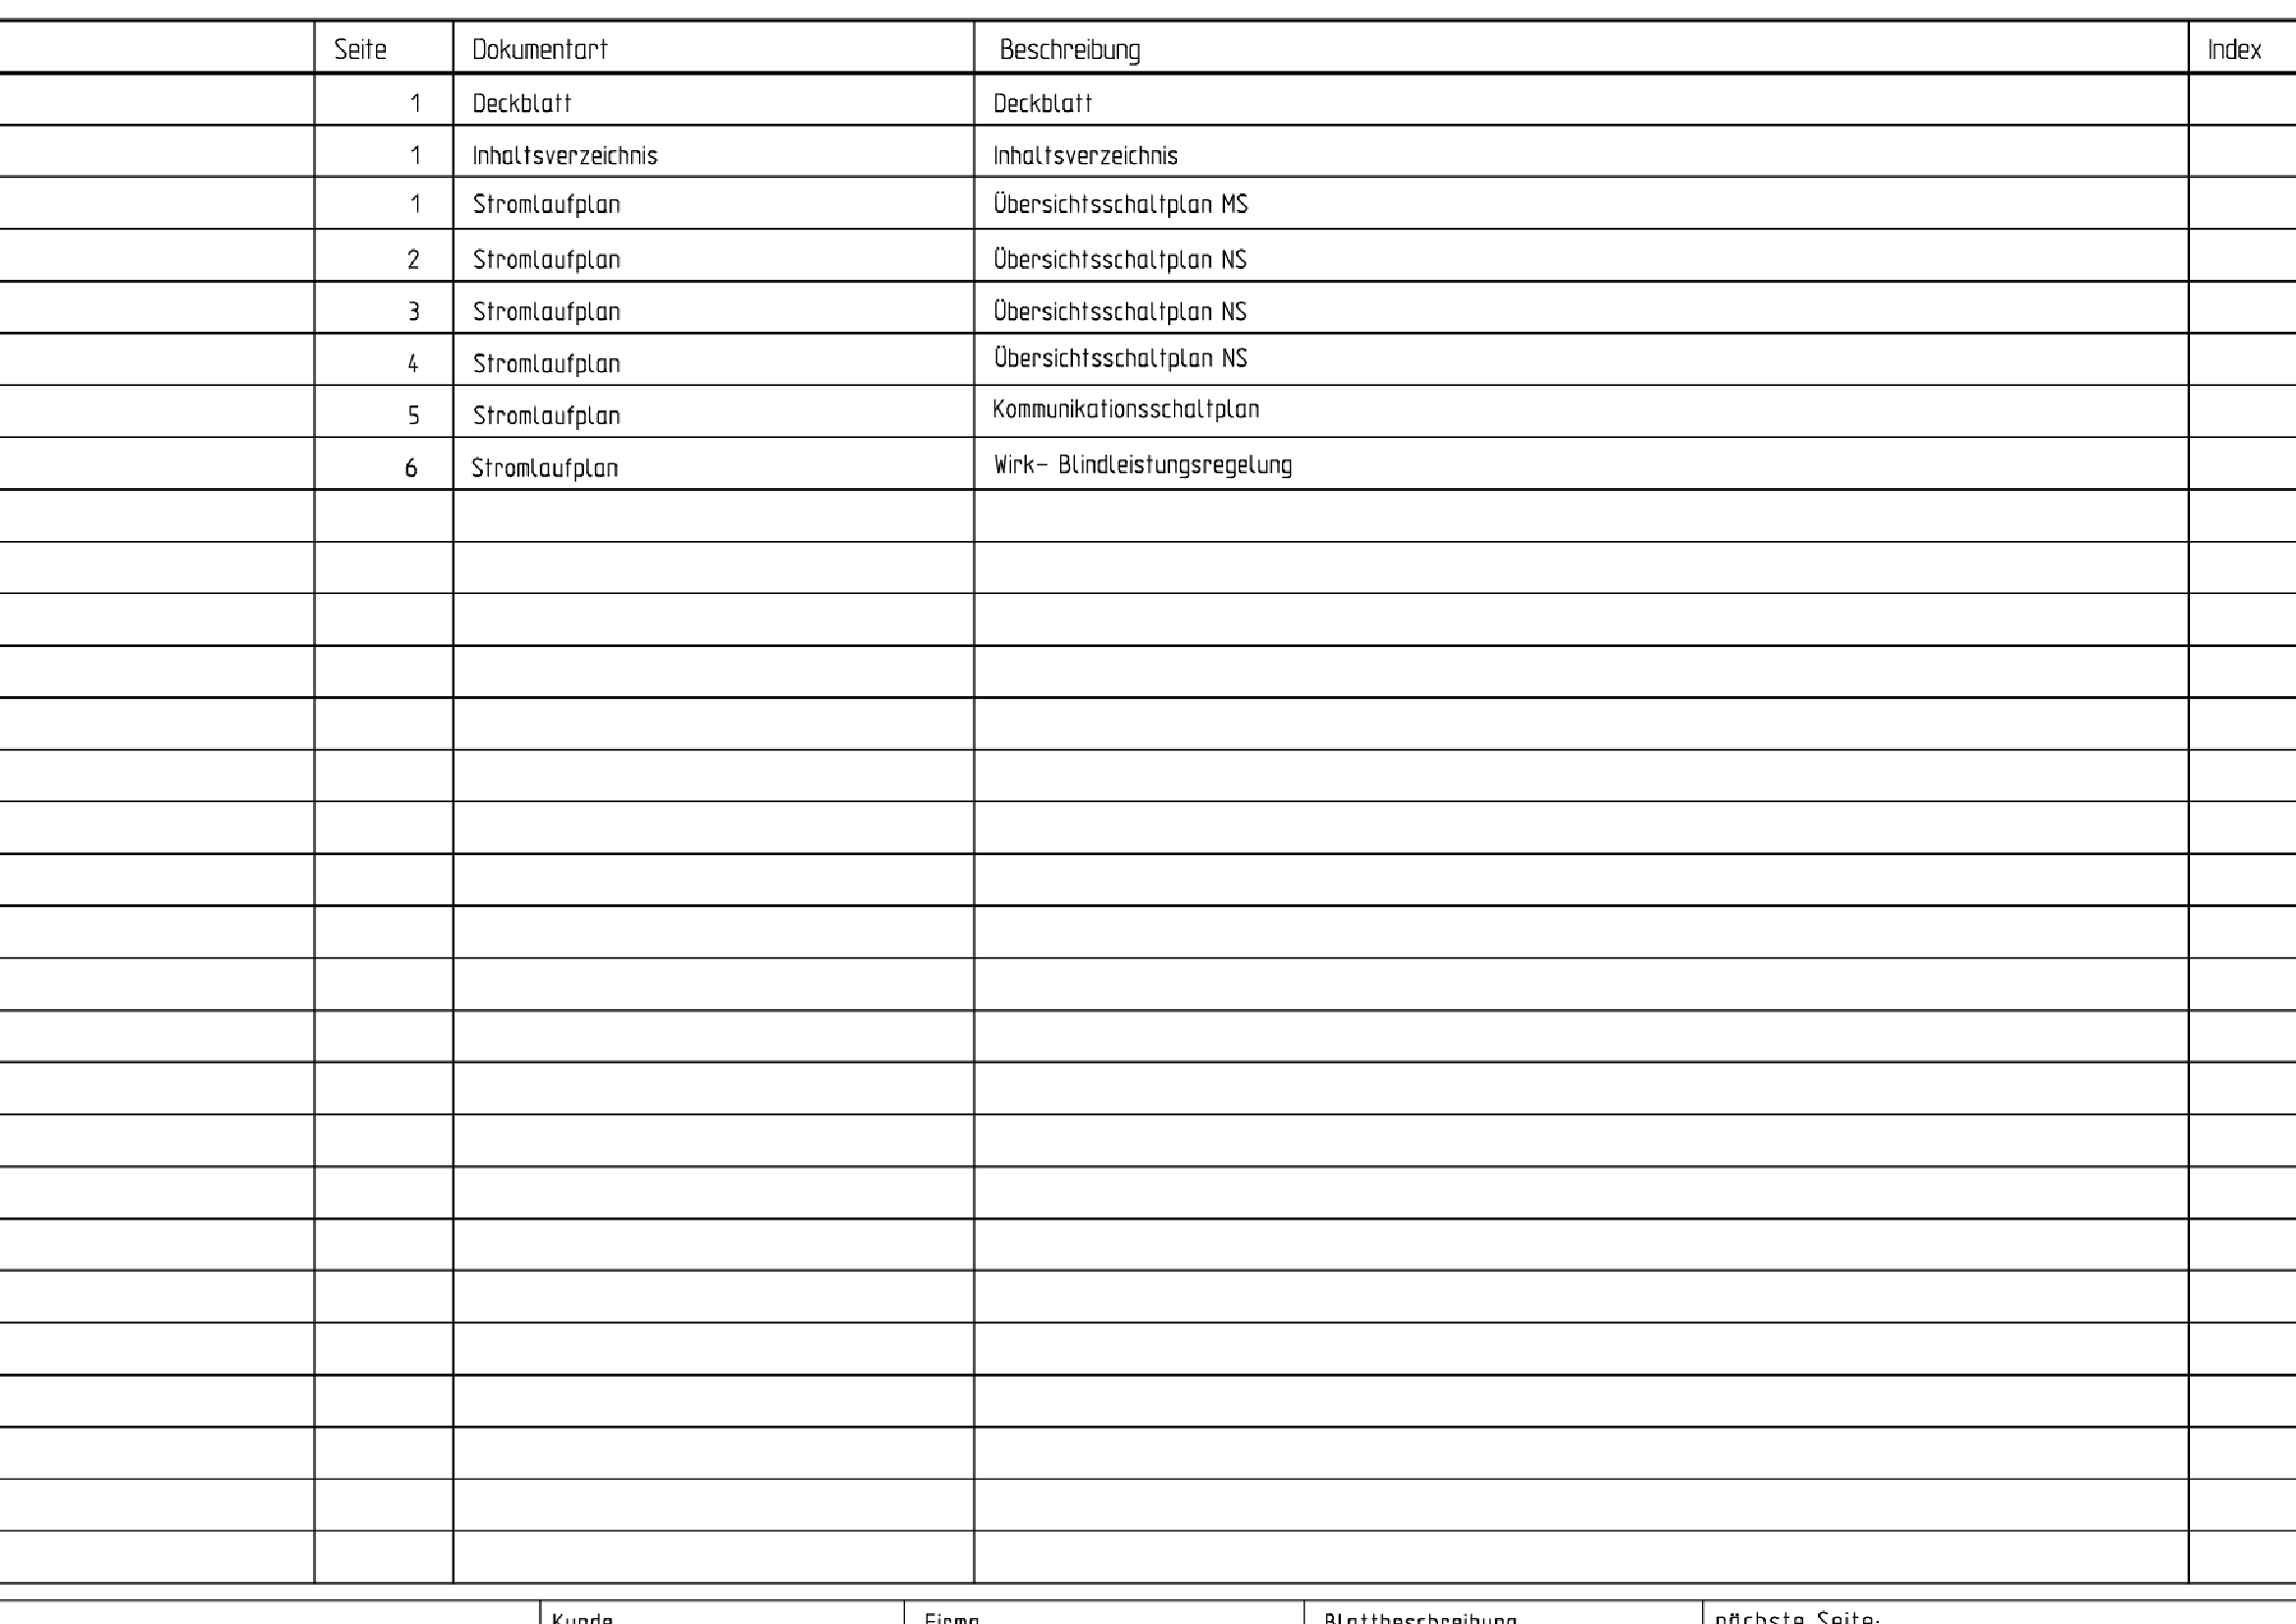 Seite Dokumentart Beschreibung Index
1 Deckblatt Deckblatt
1 Inhaltsverzeichnis Inhaltsverzeichnis
1 Stromlaufplan Übersichtsschaltplan MS
2 Stromlaufplan Übersichtsschaltplan NS
3 Stromlaufplan Übersichtsschaltplan NS
4 Stromlaufplan Übersichtsschaltplan NS
5 Stromlaufplan Kommunikationsschaltplan
6 Stromlaufplan Wirk- Blindleistungsregelung
Kunde Firma Blattbeschreibung nächste Seite: